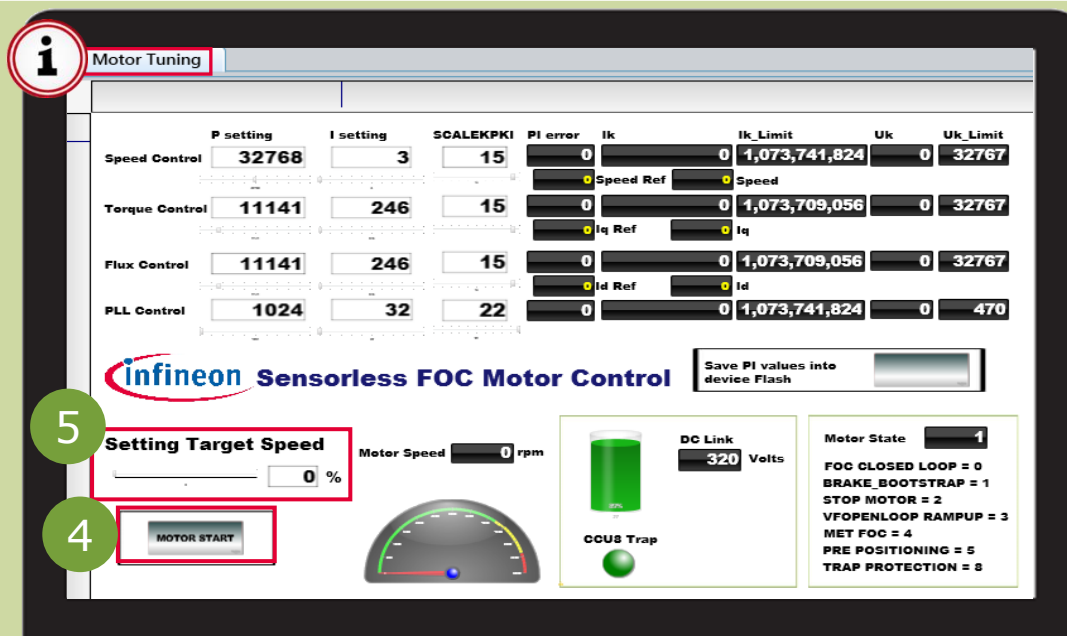 i
Motor Tuning
P setting I setting SCALEKPKI PI error Ik Ik_Limit Uk Uk_Limit
Speed Control 32768 3 15 0 0 1,073,741,824 0 32767
0 Speed Ref 0 Speed
Torque Control 11141 246 15 0 0 1,073,709,056 0 32767
0 Iq Ref 0 Iq
Flux Control 11141 246 15 0 0 1,073,709,056 0 32767
0 Id Ref 0 Id
PLL Control 1024 32 22 0 0 1,073,741,824 0 470
infineon Sensorless FOC Motor Control
Save PI values into
device Flash
5
Setting Target Speed
0 %
4
MOTOR START
Motor Speed 0 rpm
DC Link
320 Volts
CCU8 Trap
Motor State 1
FOC CLOSED LOOP = 0
BRAKE_BOOTSTRAP = 1
STOP MOTOR = 2
VFOPENLOOP RAMPUP = 3
MET FOC = 4
PRE POSITIONING = 5
TRAP PROTECTION = 8